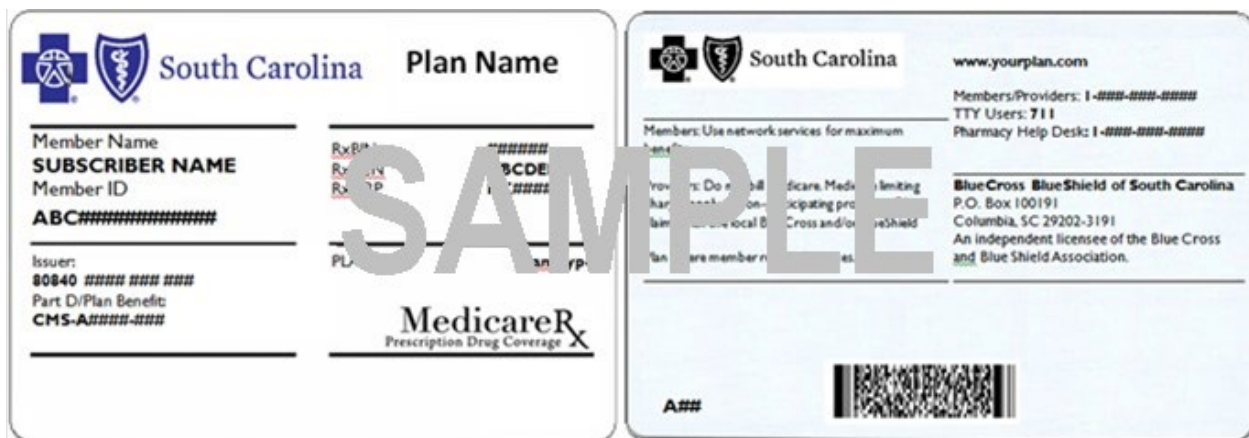 South Carolina
Plan Name
Member Name
SUBSCRIBER NAME
Member ID
ABC##############
RxBIN
######
Issuer:
80840 #### ### ###
Part D/Plan Benefit:
CMS-A####-###
MedicareRx
Prescription Drug Coverage
SAMPLE
South Carolina
Members: Use network services for maximum
www.yourplan.com
Members/Providers: 1-###-###-####
TTY Users: 711
Pharmacy Help Desk: 1-###-###-####
BlueCross BlueShield of South Carolina
P.O. Box 100191
Columbia, SC 29202-3191
An independent licensee of the Blue Cross
and Blue Shield Association.
A##